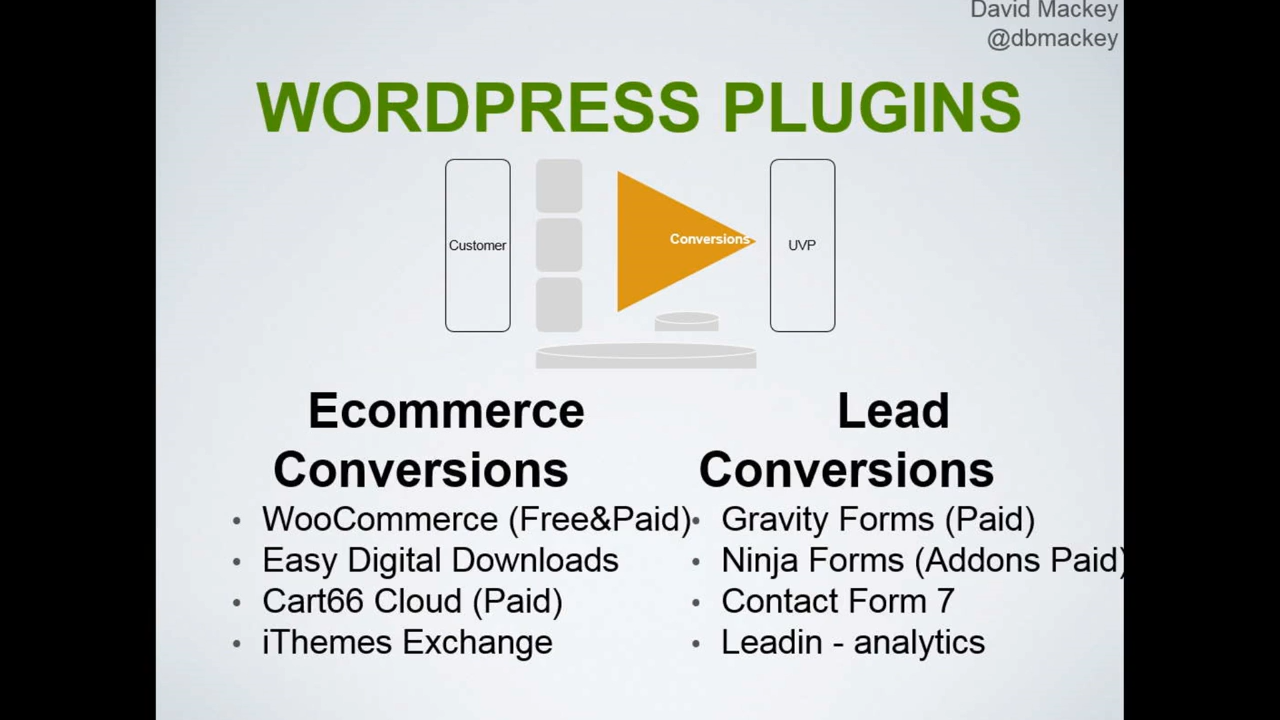 David Mackey
@dbmackey
WORDPRESS PLUGINS
Customer
Conversions
UVP
Ecommerce
Conversions
• WooCommerce (Free&Paid)
• Easy Digital Downloads
• Cart66 Cloud (Paid)
• iThemes Exchange
Lead
Conversions
• Gravity Forms (Paid)
• Ninja Forms (Addons Paid)
• Contact Form 7
• Leadin - analytics